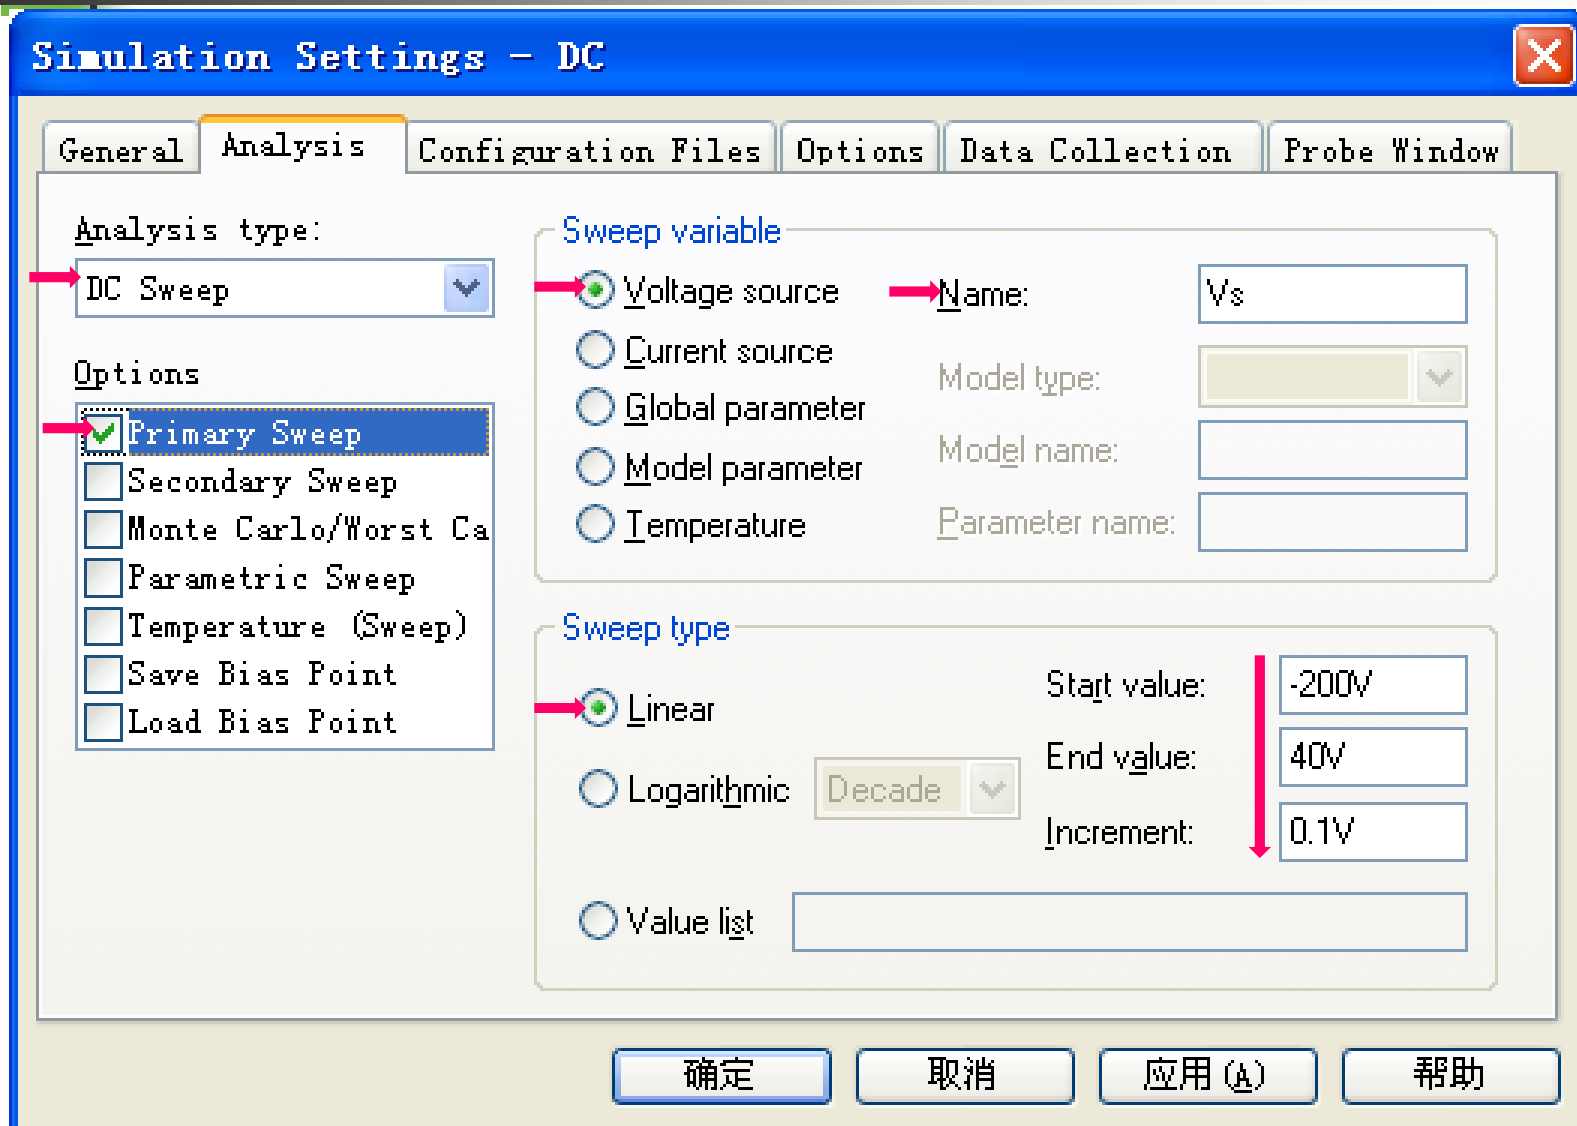 Simulation Settings - DC
General
Analysis
Configuration Files
Options
Data Collection
Probe Window
Analysis type:
DC Sweep
Options
Primary Sweep
Secondary Sweep
Monte Carlo/Worst Ca
Parametric Sweep
Temperature (Sweep)
Save Bias Point
Load Bias Point
Sweep variable
Voltage source
Current source
Global parameter
Model parameter
Temperature
Name:
Vs
Model type:
Model name:
Parameter name:
Sweep type
Linear
Logarithmic
Decade
Value list
Start value:
-200V
End value:
40V
Increment:
0.1V
确定
取消
应用(A)
帮助